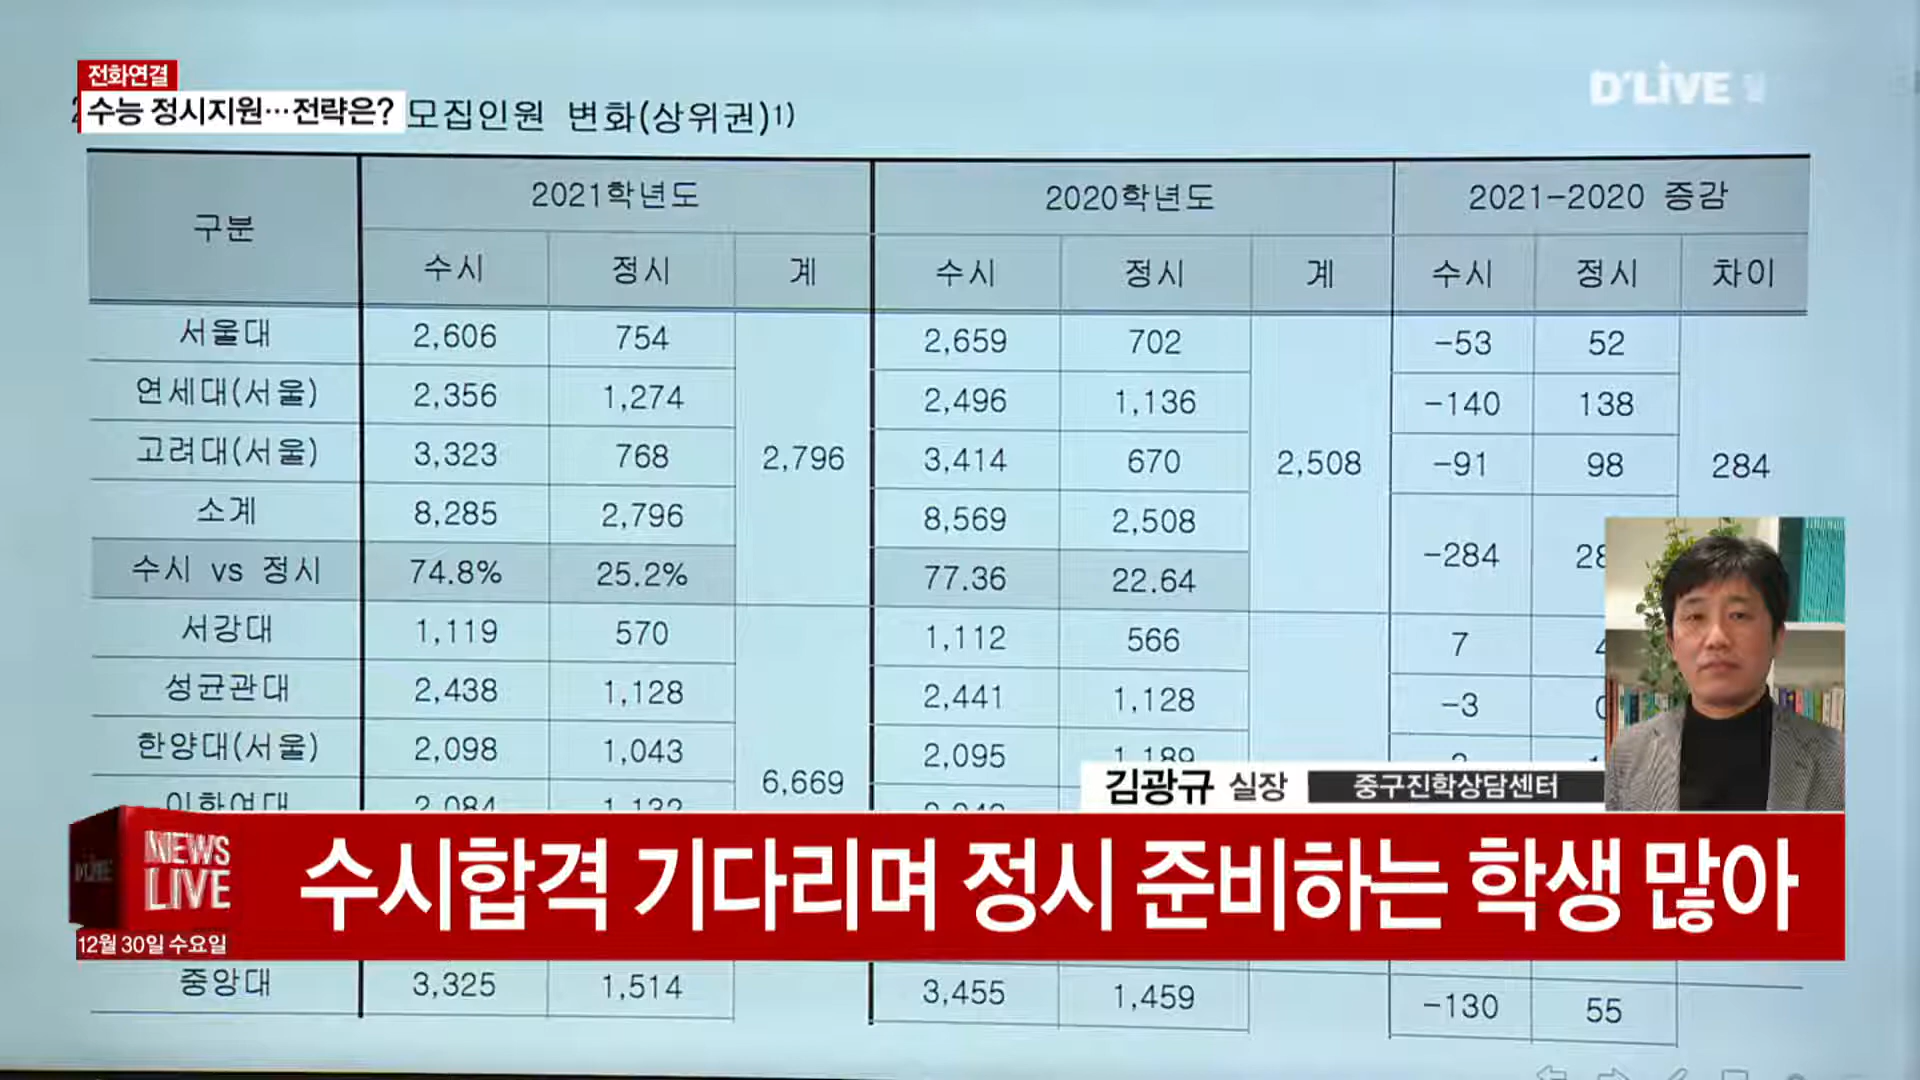 전화연결
수능 정시지원…전략은?
모집인원 변화(상위권)1)
D'LIVE
구분 2021학년도 2020학년도 2021-2020 증감
수시 정시 계 수시 정시 계 수시 정시 차이
서울대 2,606 754 2,659 702 -53 52
연세대(서울) 2,356 1,274 2,496 1,136 -140 138
고려대(서울) 3,323 768 2,796 3,414 670 2,508 -91 98 284
소계 8,285 2,796 8,569 2,508 -284
수시 vs 정시 74.8% 25.2% 77.36 22.64
서강대 1,119 570 1,112 566 7
성균관대 2,438 1,128 2,441 1,128 -3
한양대(서울) 2,098 1,043 2,095 1,189
이화여대 6,669
김광규 실장 중구진학상담센터
NEWS
LIVE
수시합격 기다리며 정시 준비하는 학생 많아
12월 30일 수요일
중앙대 3,325 1,514 3,455 1,459 -130 55